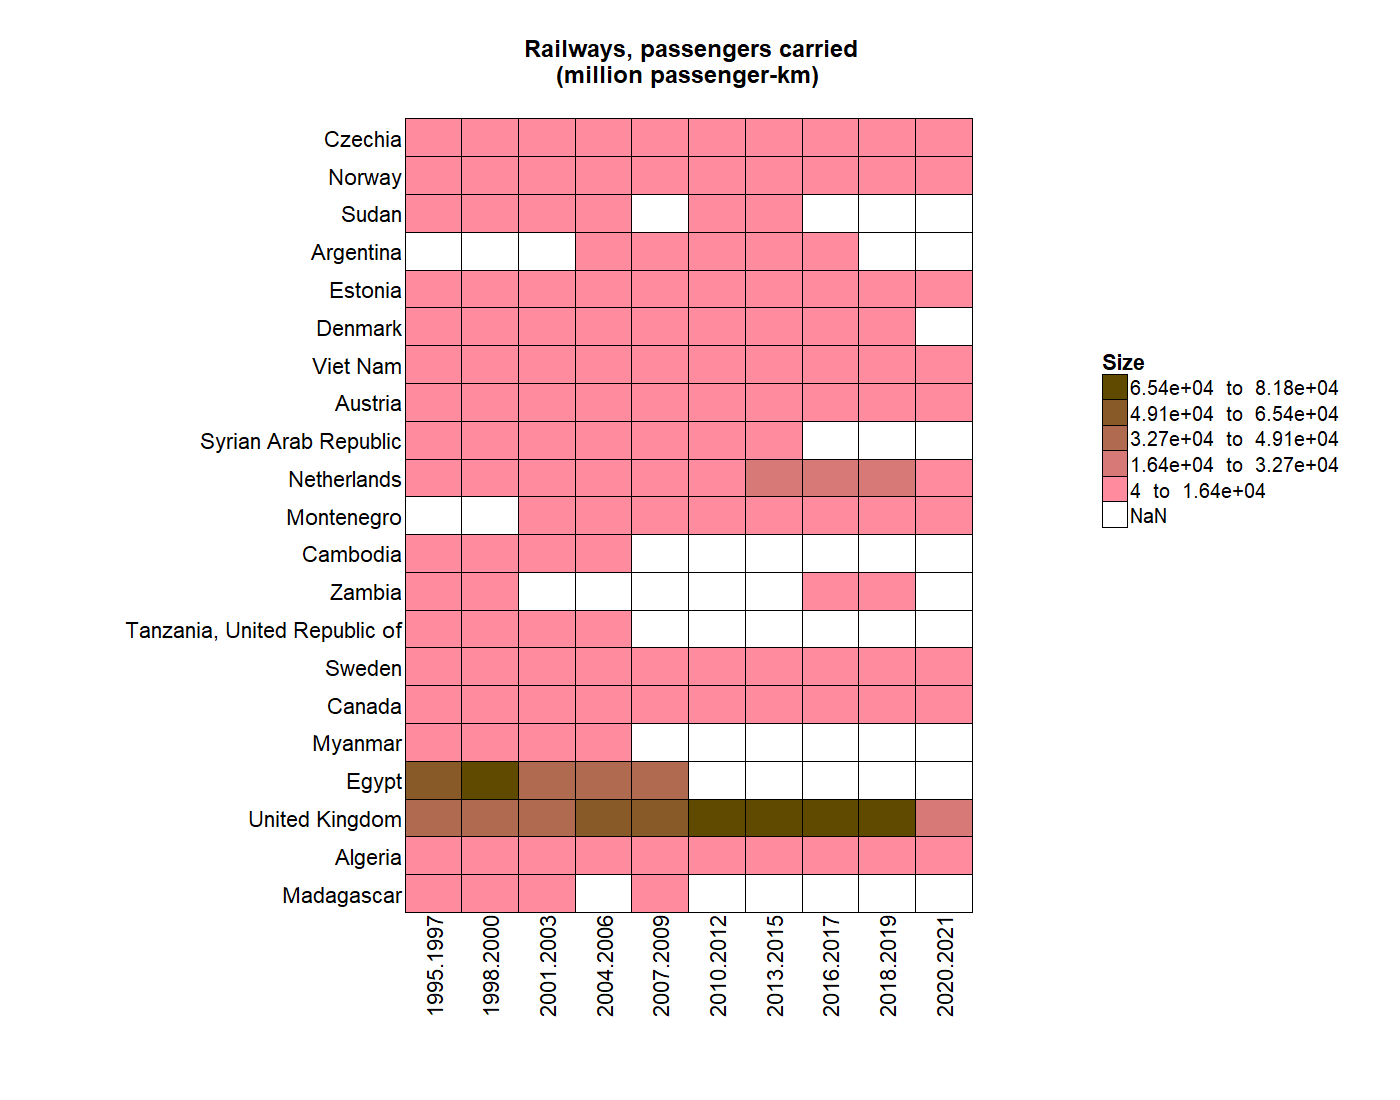 Railways, passengers carried
(million passenger-km)
Czechia
Norway
Sudan
Argentina
Estonia
Denmark
Viet Nam
Austria
Syrian Arab Republic
Netherlands
Montenegro
Cambodia
Zambia
Tanzania, United Republic of
Sweden
Canada
Myanmar
Egypt
United Kingdom
Algeria
Madagascar
1995.1997
1998.2000
2001.2003
2004.2006
2007.2009
2010.2012
2013.2015
2016.2017
2018.2019
2020.2021
Size
6.54e+04 to 8.18e+04
4.91e+04 to 6.54e+04
3.27e+04 to 4.91e+04
1.64e+04 to 3.27e+04
4 to 1.64e+04
NaN